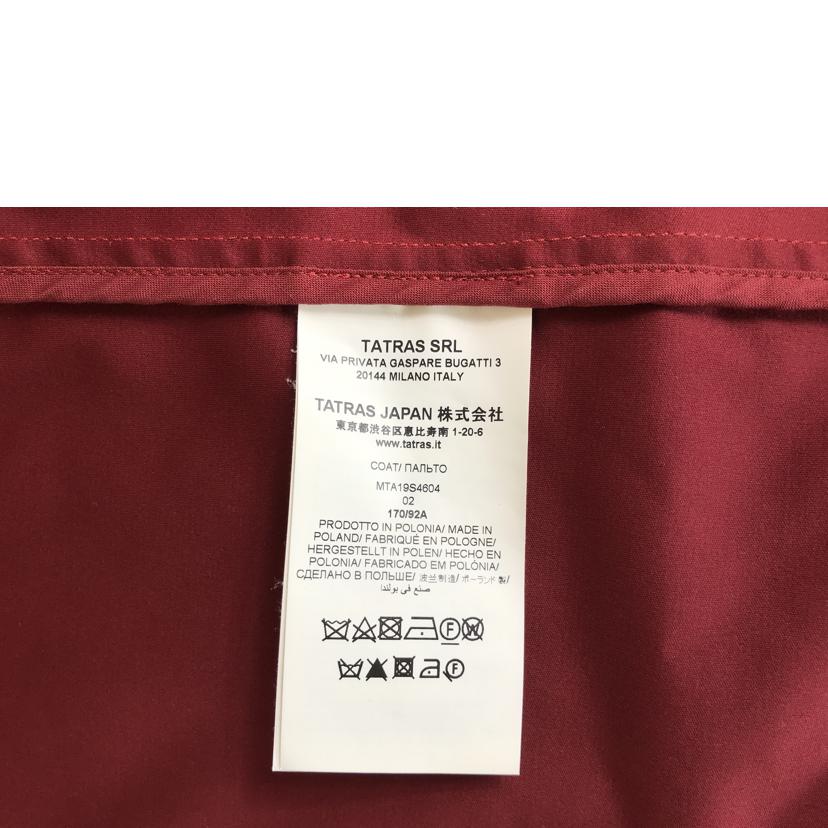 TATRAS SRL
VIA PRIVATA GASPARE BUGATTI 3
20144 MILANO ITALY
TATRAS JAPAN 株式会社
東京都渋谷区恵比寿南 1-20-6
www.tatras.it
COAT/ ПАЛЬТО
MTA19S4604
02
170/92A
PRODOTTO IN POLONIA/ MADE IN
POLAND/ FABRIQUÉ EN POLOGNE/
HERGESTELLT IN POLEN/ HECHO EN
POLONIA/ FABRICADO EM POLÓNIA/
СДЕЛАНО В ПОЛЬШЕ/ 波兰制造/ ポーランド製/
صنع في بولندا
F W
F